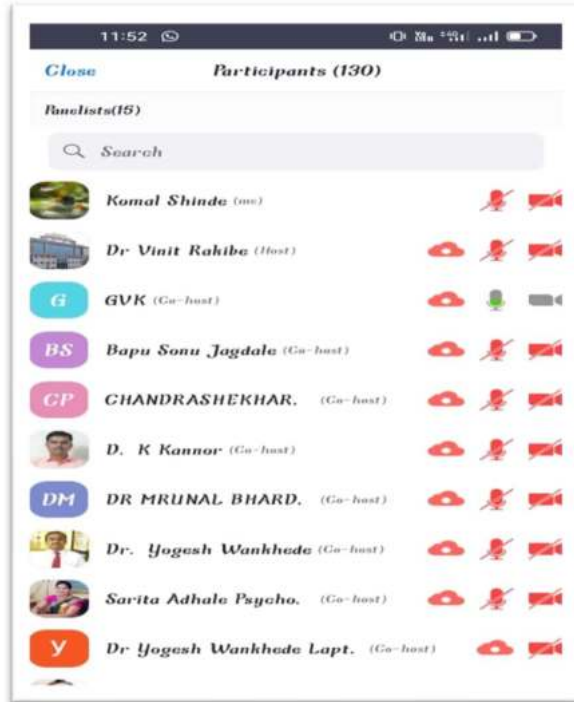 11:52
Close Participants (130)
Panelists(15)
Search
Komal Shinde (me)
Dr Vinit Rakibe (Host)
G GVK (Co-host)
BS Bapu Sonu Jagdale (Co-host)
CP CHANDRASHEKHAR. (Co-host)
D. K Kannor (Co-host)
DM DR MRUNAL BHARD. (Co-host)
Dr. Yogesh Wankhede (Co-host)
Sarita Adhale Psycho. (Co-host)
Y Dr Yogesh Wankhede Lapt. (Co-host)